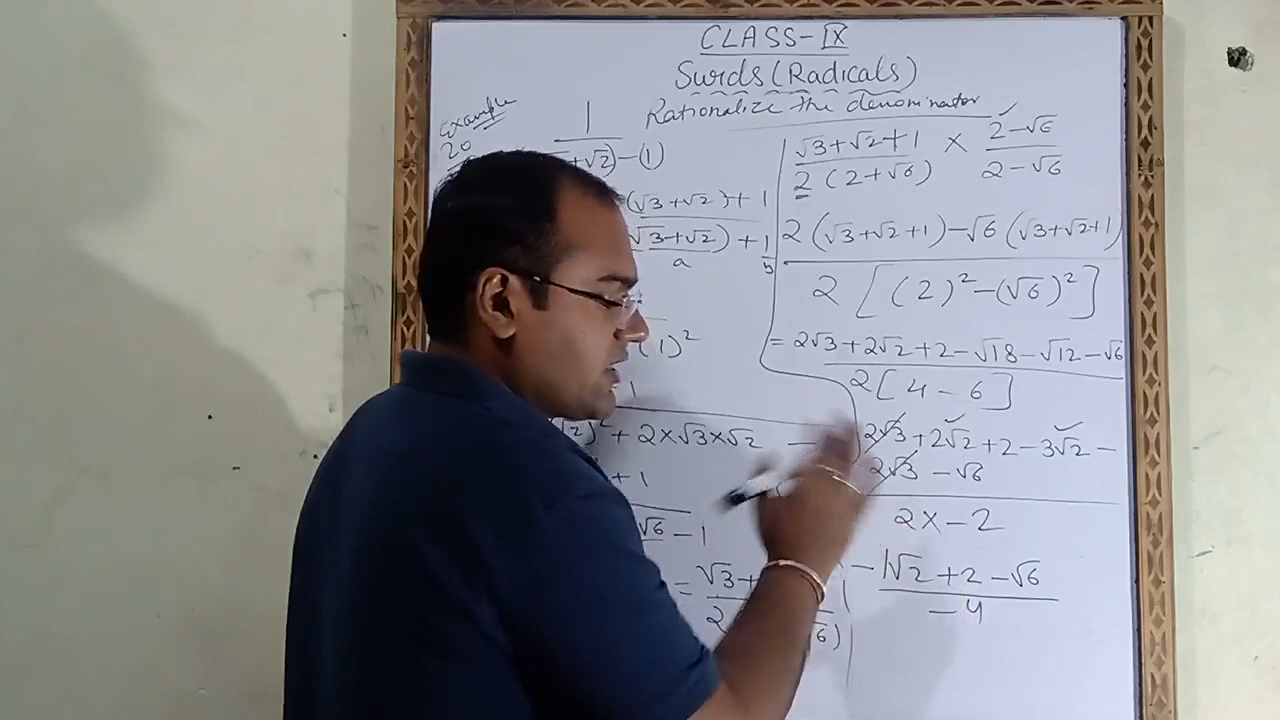 CLASS-IX
Surds (Radicals)
Rationalize the denominator
Example
20
1
+√2) - (1)
(√3+√2) + 1
√3+√2) + 1
a b
(1)²
1
2)² + 2×√3×√2 -
+ 1
√6 - 1
= √3+ 1
2 √6)
√3+√2+1 × 2-√6
2 (2+√6) 2-√6
2 (√3+√2+1) - √6 (√3+√2+1)
2 [(2)² - (√6)²]
= 2√3+2√2+2-√18-√12-√6
2[4-6]
2√3 + 2√2 + 2 - 3√2 -
2√3 - √6
2×-2
-1√2 + 2 - √6
-4